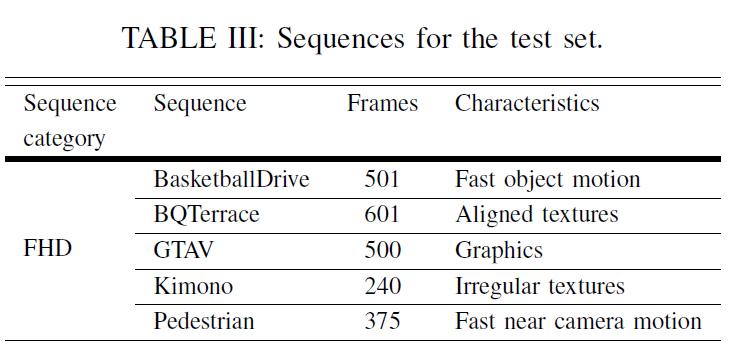 TABLE III: Sequences for the test set.
Sequence category Sequence Frames Characteristics
FHD
BasketballDrive 501 Fast object motion
BQTerrace 601 Aligned textures
GTAV 500 Graphics
Kimono 240 Irregular textures
Pedestrian 375 Fast near camera motion